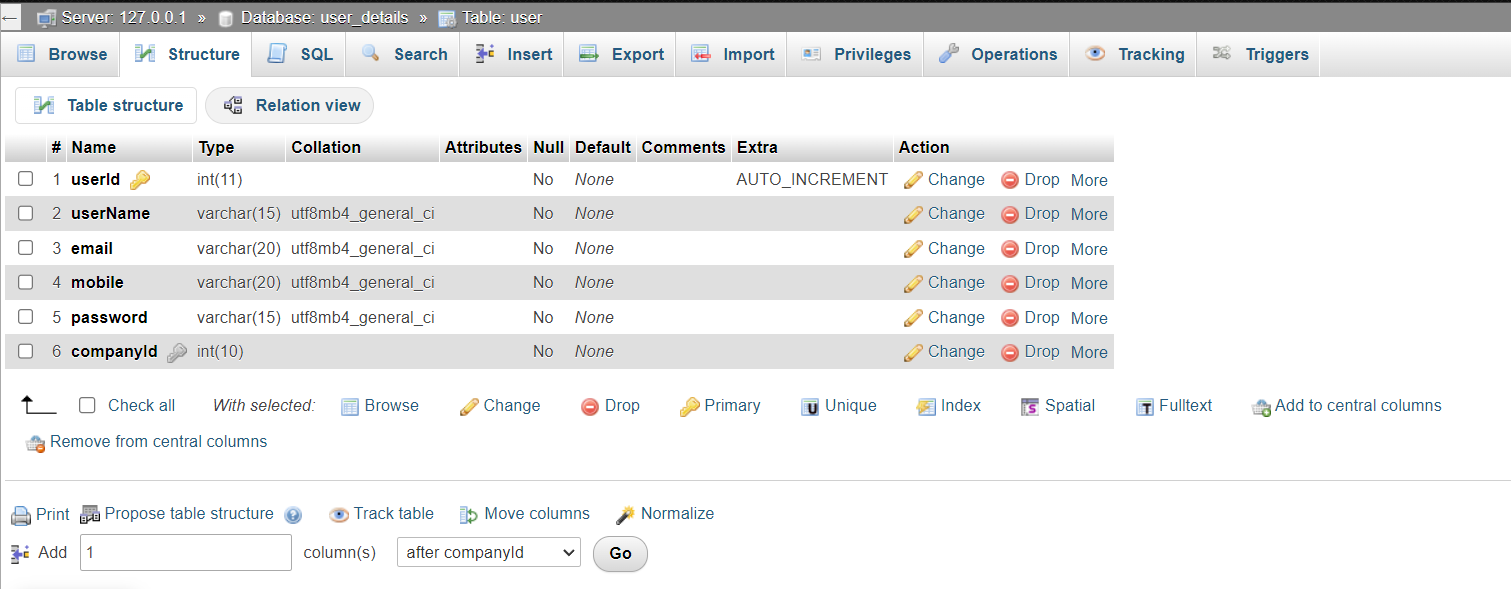 ← Server: 127.0.0.1 » Database: user_details » Table: user
Browse Structure SQL Search Insert Export Import Privileges Operations Tracking Triggers
Table structure Relation view
# Name Type Collation Attributes Null Default Comments Extra Action
1 userId int(11) No None AUTO_INCREMENT Change Drop More
2 userName varchar(15) utf8mb4_general_ci No None Change Drop More
3 email varchar(20) utf8mb4_general_ci No None Change Drop More
4 mobile varchar(20) utf8mb4_general_ci No None Change Drop More
5 password varchar(15) utf8mb4_general_ci No None Change Drop More
6 companyId int(10) No None Change Drop More
Check all With selected: Browse Change Drop Primary Unique Index Spatial Fulltext Add to central columns
Remove from central columns
Print Propose table structure Track table Move columns Normalize
Add 1 column(s) after companyId Go